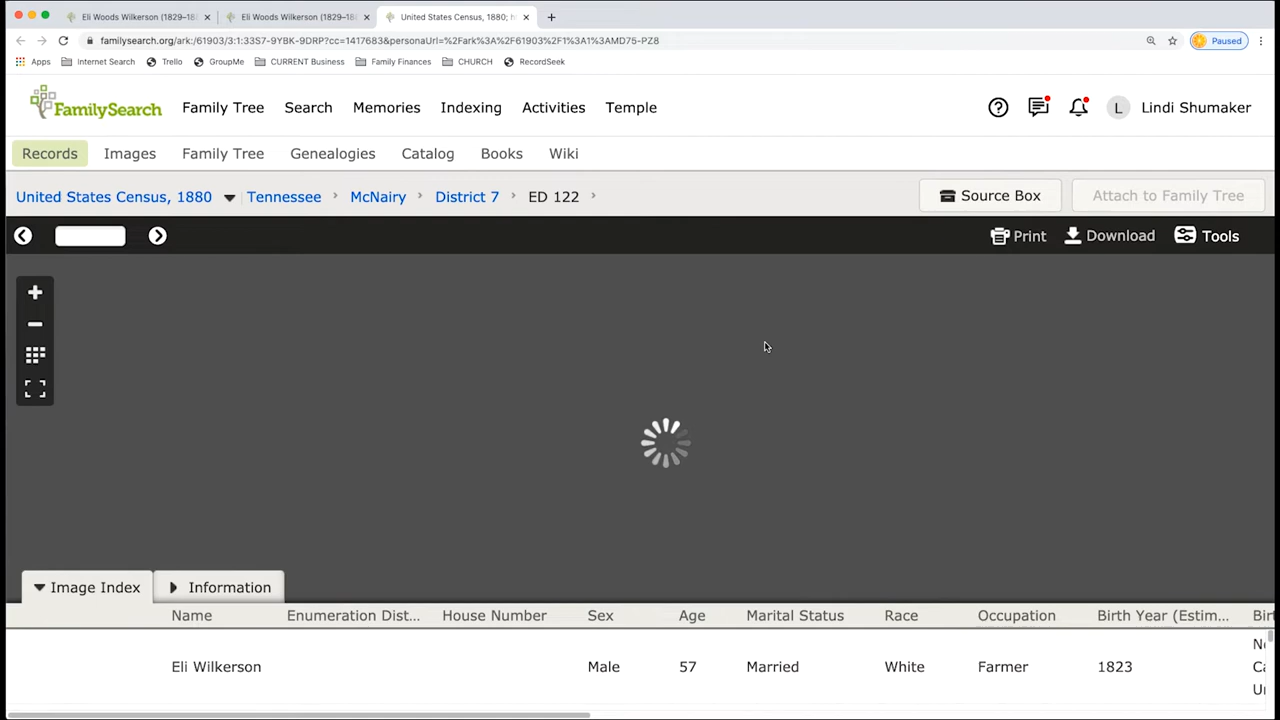 Eli Woods Wilkerson (1829–18 Eli Woods Wilkerson (1829–18 United States Census, 1880; h
familysearch.org/ark:/61903/3:1:33S7-9YBK-9DRP?cc=1417683&personaUrl=%2Fark%3A%2F61903%2F1%3A1%3AMD75-PZ8 Paused
Apps Internet Search Trello GroupMe CURRENT Business Family Finances CHURCH RecordSeek
FamilySearch Family Tree Search Memories Indexing Activities Temple L Lindi Shumaker
Records Images Family Tree Genealogies Catalog Books Wiki
United States Census, 1880 Tennessee McNairy District 7 ED 122 Source Box Attach to Family Tree
Print Download Tools
Image Index Information
Name Enumeration Dist... House Number Sex Age Marital Status Race Occupation Birth Year (Estim... Birt
No
Eli Wilkerson Male 57 Married White Farmer 1823 Ca
Un